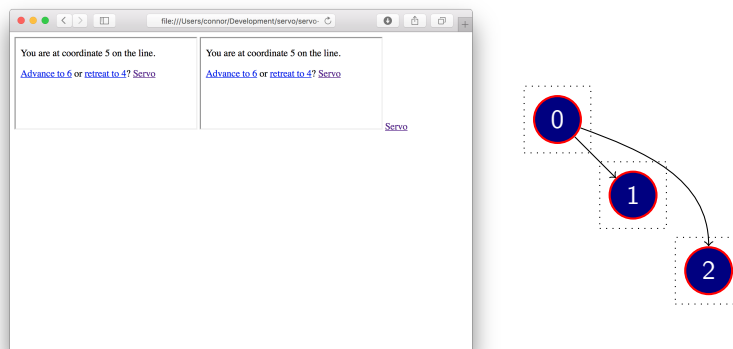 file:///Users/connor/Development/servo/servo-
You are at coordinate 5 on the line.
Advance to 6 or retreat to 4? Servo
You are at coordinate 5 on the line.
Advance to 6 or retreat to 4? Servo
Servo
0
1
2